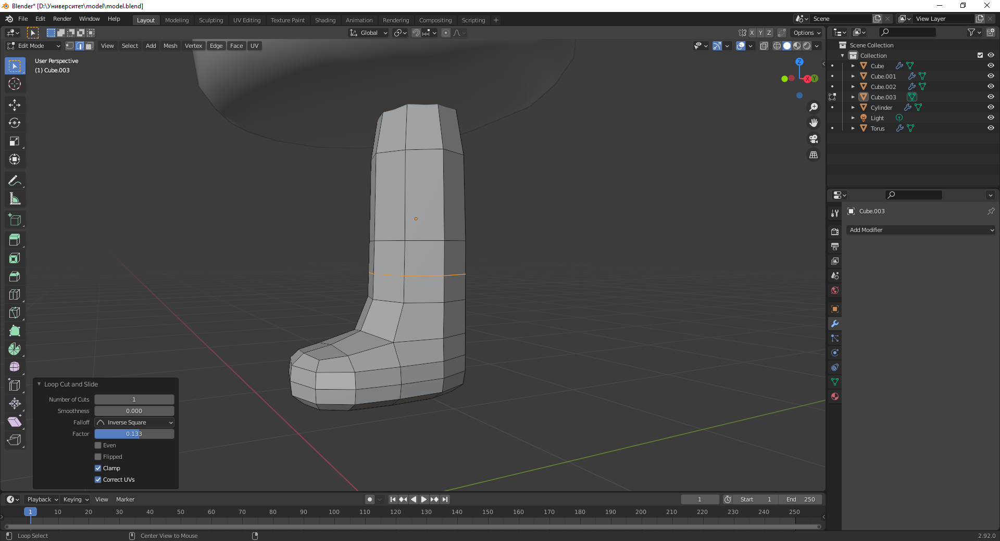 Blender* [D:\Университет\model\model.blend]
File Edit Render Window Help Layout Modeling Sculpting UV Editing Texture Paint Shading Animation Rendering Compositing Scripting + Scene View Layer
Global X Y Z Options
Edit Mode View Select Add Mesh Vertex Edge Face UV
User Perspective
(1) Cube.003
Z
X Y
Scene Collection
Collection
Cube
Cube.001
Cube.002
Cube.003
Cylinder
Light
Torus
Cube.003
Add Modifier
Loop Cut and Slide
Number of Cuts 1
Smoothness 0.000
Falloff Inverse Square
Factor 0.133
Even
Flipped
Clamp
Correct UVs
Playback Keying View Marker 1 Start 1 End 250
1 10 20 30 40 50 60 70 80 90 100 110 120 130 140 150 160 170 180 190 200 210 220 230 240 250
Loop Select Center View to Mouse 2.92.0